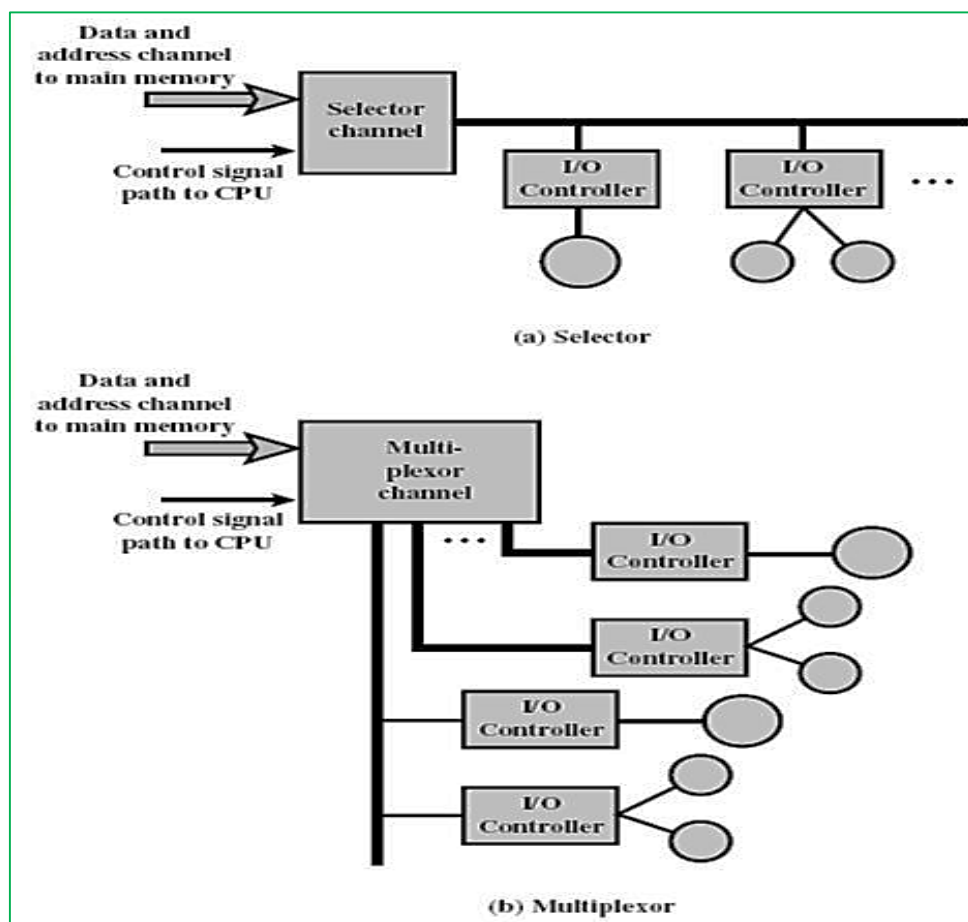 Data and
address channel
to main memory
Selector
channel
Control signal
path to CPU
I/O
Controller
I/O
Controller
...
(a) Selector
Data and
address channel
to main memory
Multi-
plexor
channel
Control signal
path to CPU
...
I/O
Controller
I/O
Controller
I/O
Controller
I/O
Controller
(b) Multiplexor